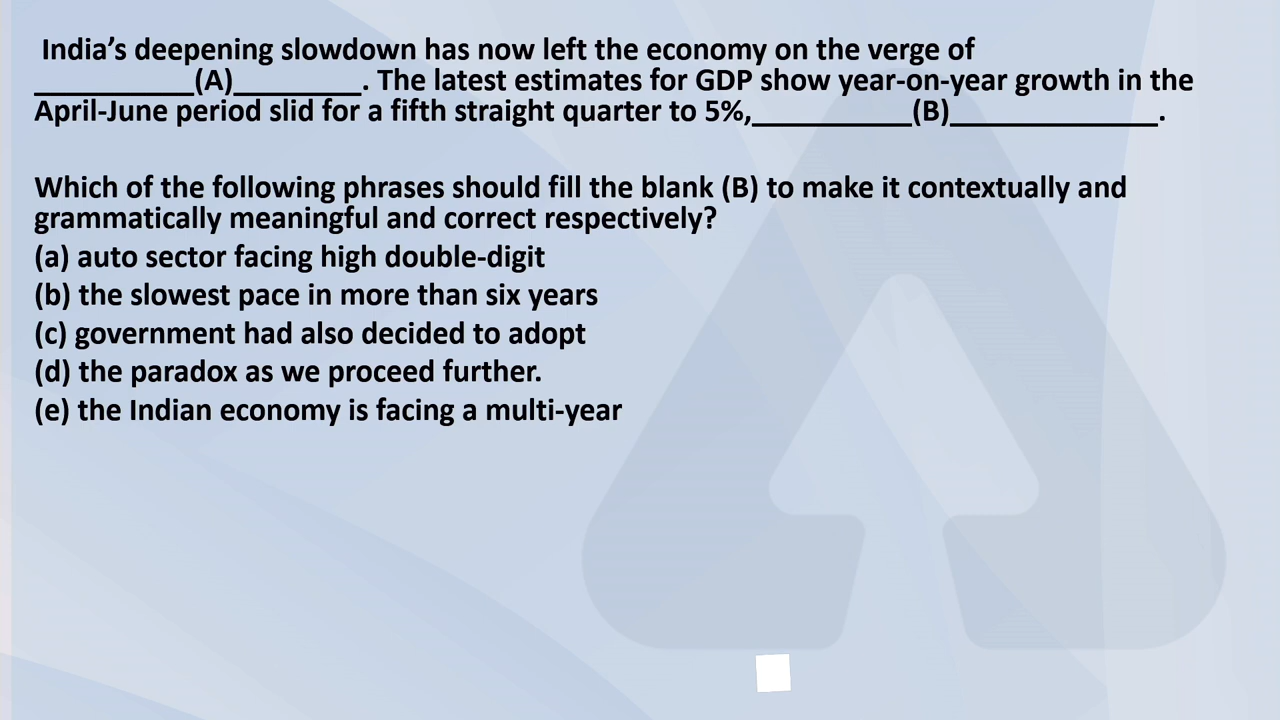 India’s deepening slowdown has now left the economy on the verge of
__________(A)________. The latest estimates for GDP show year-on-year growth in the
April-June period slid for a fifth straight quarter to 5%,__________(B)_____________.
Which of the following phrases should fill the blank (B) to make it contextually and
grammatically meaningful and correct respectively?
(a) auto sector facing high double-digit
(b) the slowest pace in more than six years
(c) government had also decided to adopt
(d) the paradox as we proceed further.
(e) the Indian economy is facing a multi-year